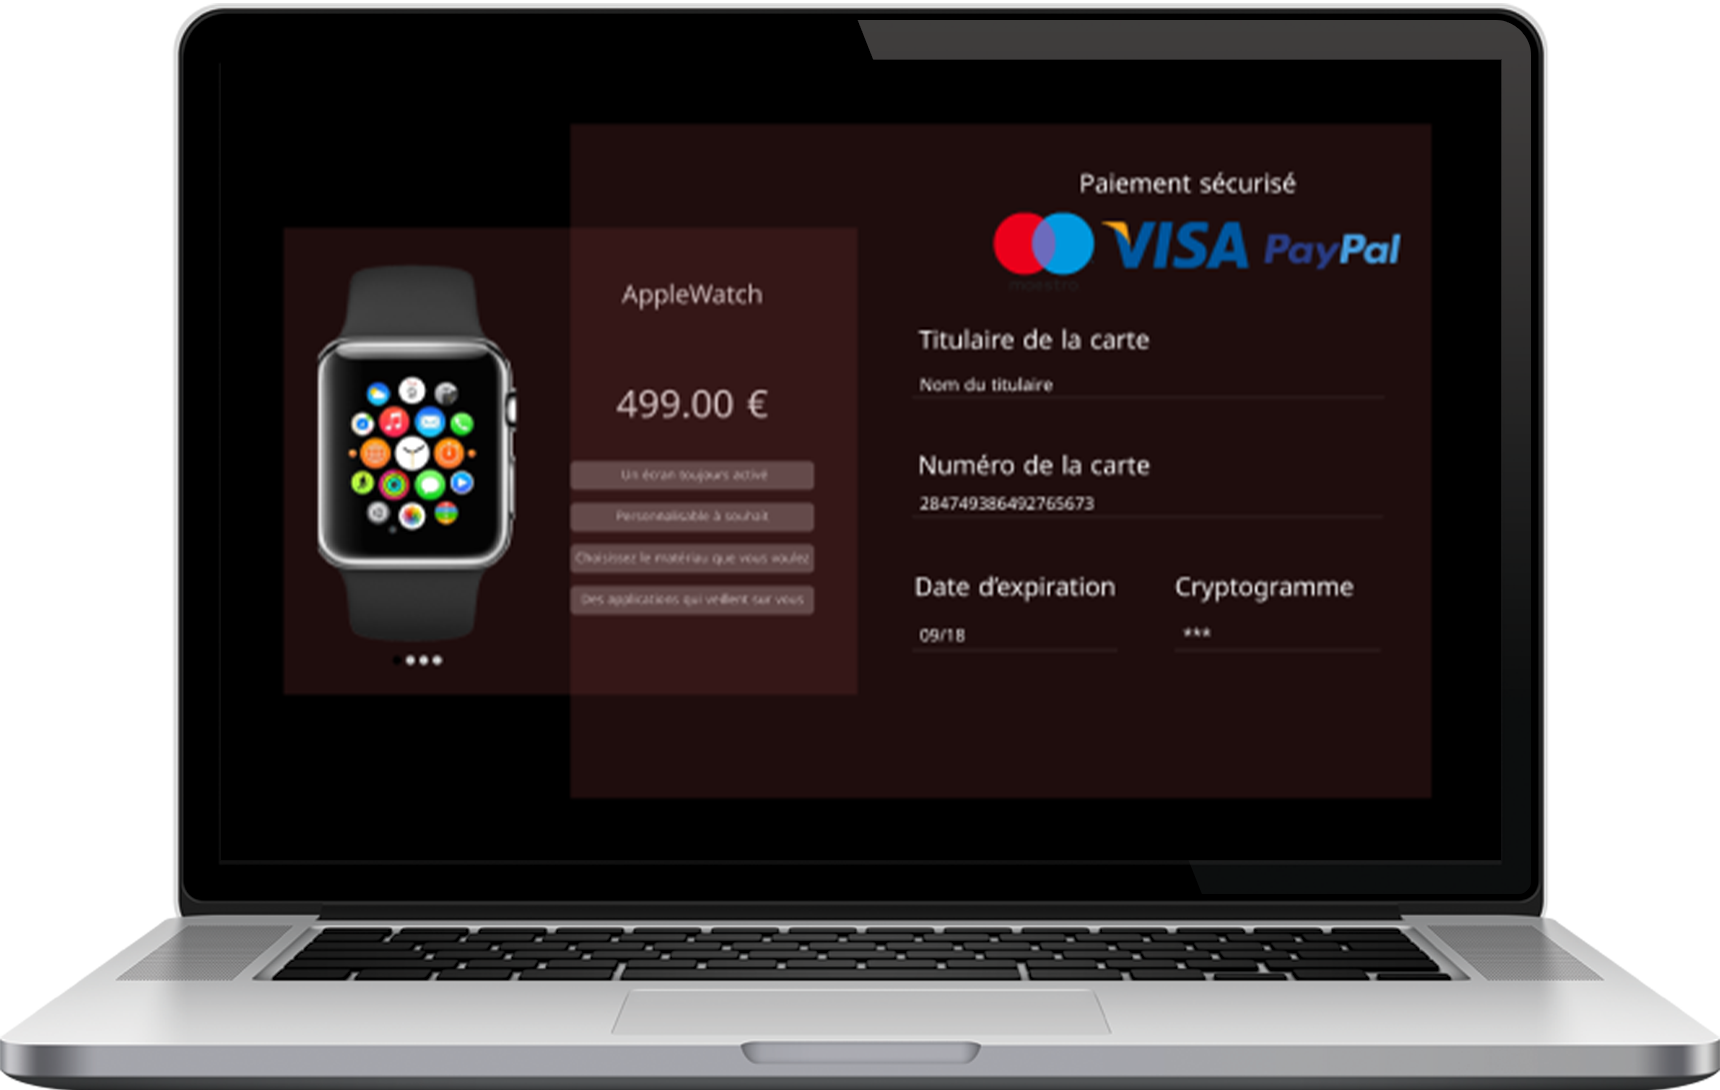 Paiement sécurisé
VISA PayPal
maestro
AppleWatch
499.00 €
Un écran toujours activé
Personnalisable à souhait
Choisissez le matériau que vous voulez
Des applications qui veillent sur vous
Titulaire de la carte
Nom du titulaire
Numéro de la carte
284749386492765673
Date d'expiration
09/18
Cryptogramme
***